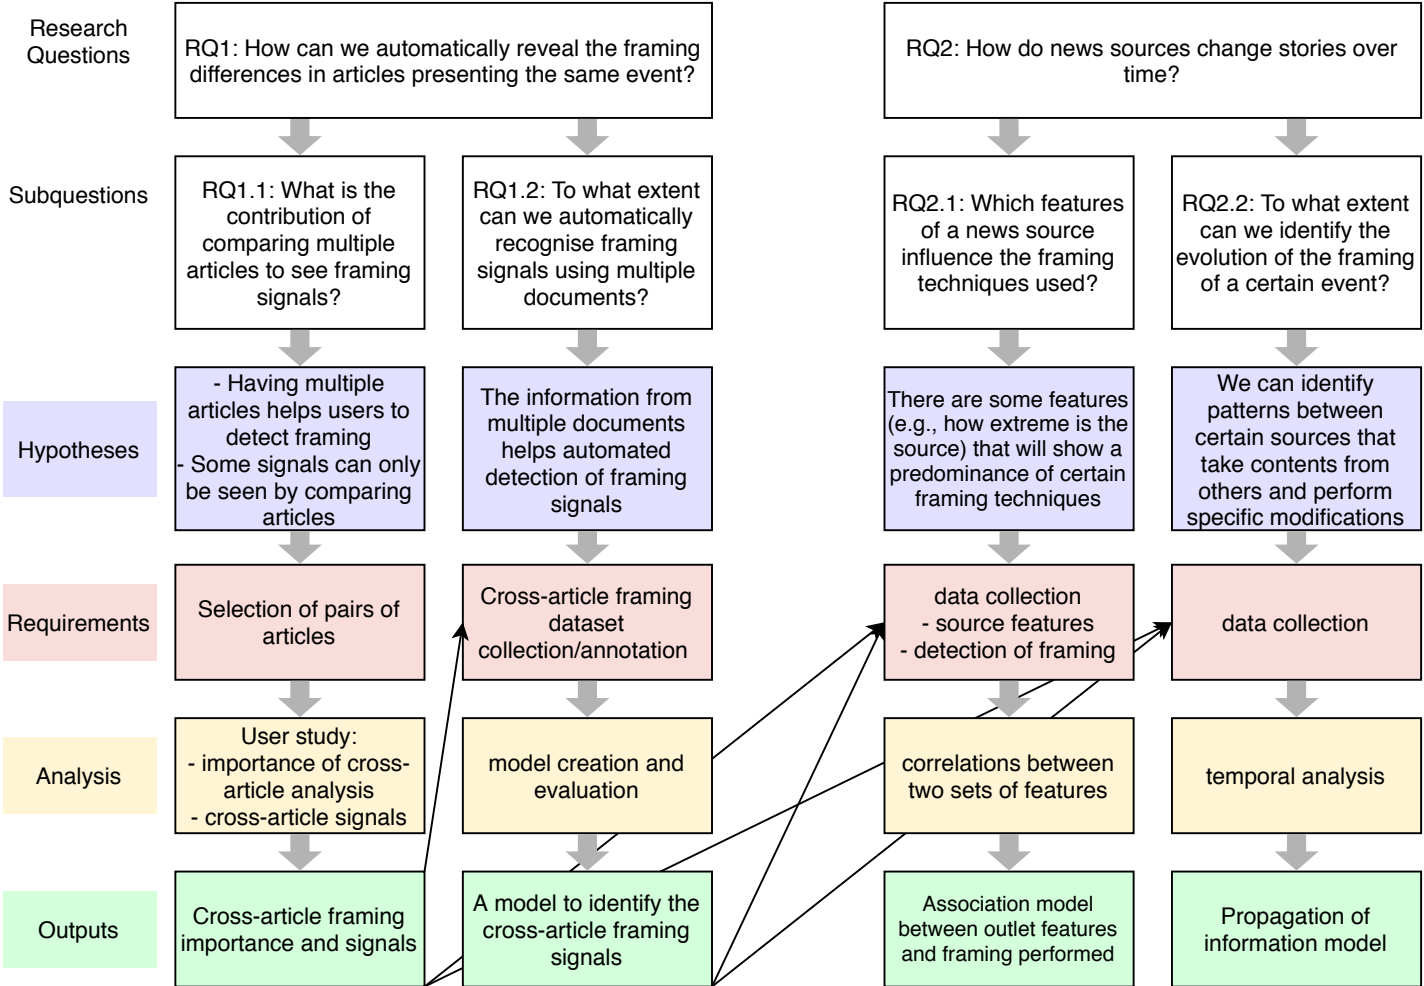 Research
Questions
RQ1: How can we automatically reveal the framing
differences in articles presenting the same event?
RQ2: How do news sources change stories over
time?
Subquestions
RQ1.1: What is the
contribution of
comparing multiple
articles to see framing
signals?
RQ1.2: To what extent
can we automatically
recognise framing
signals using multiple
documents?
RQ2.1: Which features
of a news source
influence the framing
techniques used?
RQ2.2: To what extent
can we identify the
evolution of the framing
of a certain event?
Hypotheses
- Having multiple
articles helps users to
detect framing
- Some signals can only
be seen by comparing
articles
The information from
multiple documents
helps automated
detection of framing
signals
There are some features
(e.g., how extreme is the
source) that will show a
predominance of certain
framing techniques
We can identify
patterns between
certain sources that
take contents from
others and perform
specific modifications
Requirements
Selection of pairs of
articles
Cross-article framing
dataset
collection/annotation
data collection
- source features
- detection of framing
data collection
Analysis
User study:
- importance of cross-
article analysis
- cross-article signals
model creation and
evaluation
correlations between
two sets of features
temporal analysis
Outputs
Cross-article framing
importance and signals
A model to identify the
cross-article framing
signals
Association model
between outlet features
and framing performed
Propagation of
information model